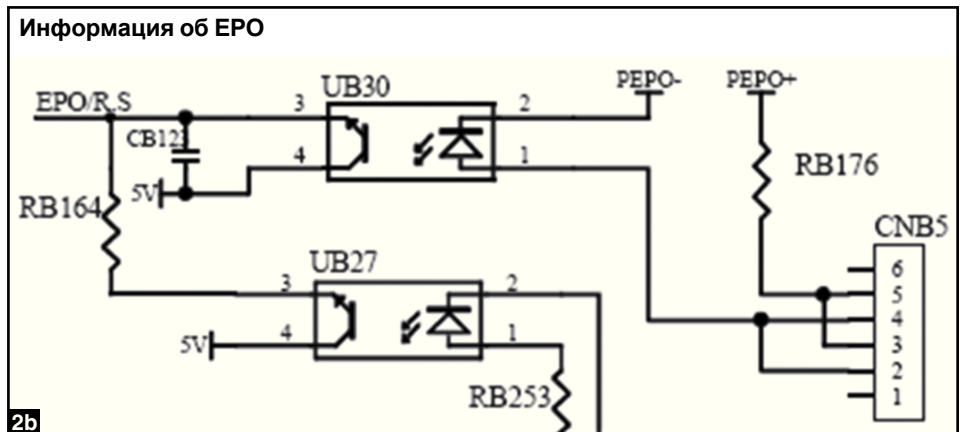 Информация об EPO
UB30
PEPO-
PEPO+
EPO/R,S
3
2
CB123
4
1
RB176
5V
RB164
CNB5
UB27
6
3
2
5
4
5V
4
1
3
2
RB253
1
2b